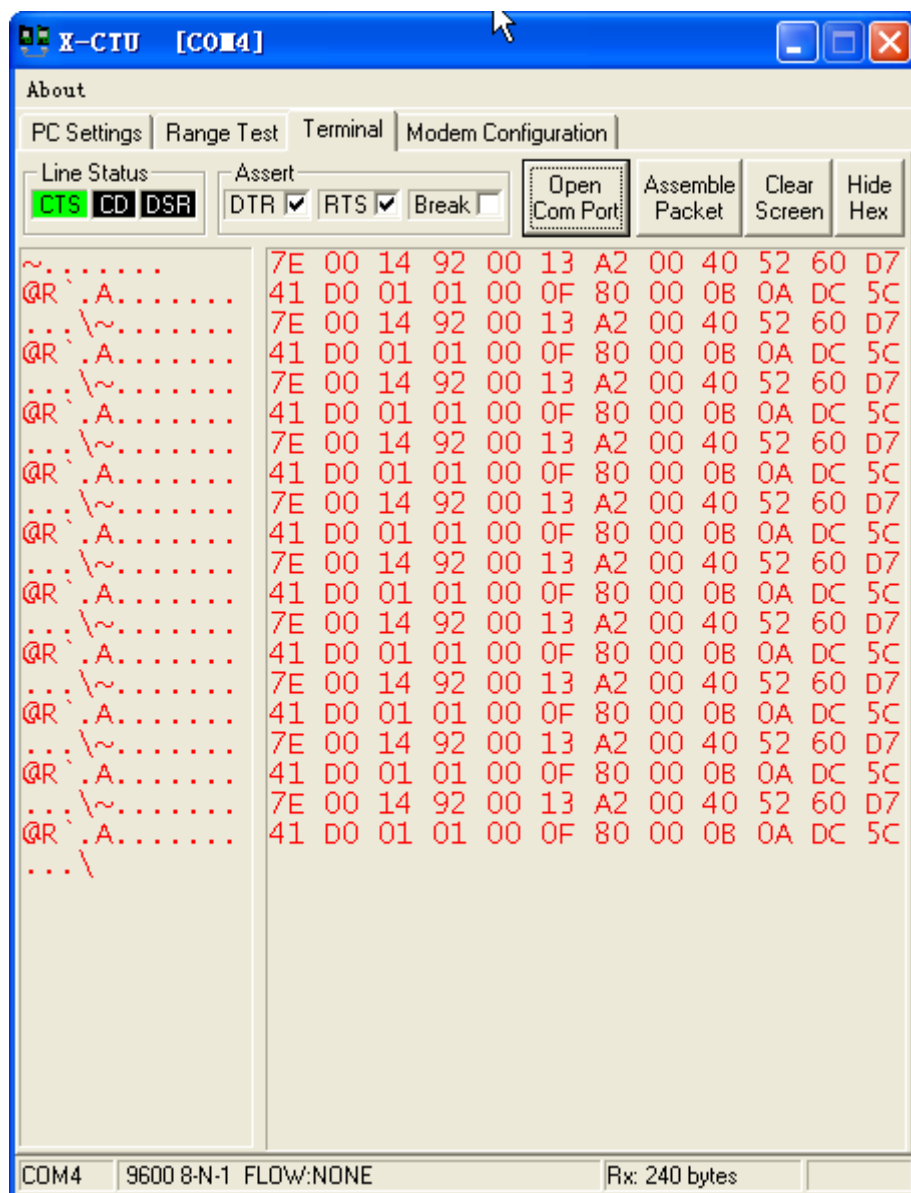 X-CTU [COM4]
About
PC Settings Range Test Terminal Modem Configuration
Line Status Assert
CTS CD DSR DTR RTS Break Open Com Port Assemble Packet Clear Screen Hide Hex
~....... 7E 00 14 92 00 13 A2 00 40 52 60 D7
@R`.A....... 41 D0 01 01 00 0F 80 00 0B 0A DC 5C
...\~....... 7E 00 14 92 00 13 A2 00 40 52 60 D7
@R`.A....... 41 D0 01 01 00 0F 80 00 0B 0A DC 5C
...\~....... 7E 00 14 92 00 13 A2 00 40 52 60 D7
@R`.A....... 41 D0 01 01 00 0F 80 00 0B 0A DC 5C
...\~....... 7E 00 14 92 00 13 A2 00 40 52 60 D7
@R`.A....... 41 D0 01 01 00 0F 80 00 0B 0A DC 5C
...\~....... 7E 00 14 92 00 13 A2 00 40 52 60 D7
@R`.A....... 41 D0 01 01 00 0F 80 00 0B 0A DC 5C
...\~....... 7E 00 14 92 00 13 A2 00 40 52 60 D7
@R`.A....... 41 D0 01 01 00 0F 80 00 0B 0A DC 5C
...\~....... 7E 00 14 92 00 13 A2 00 40 52 60 D7
@R`.A....... 41 D0 01 01 00 0F 80 00 0B 0A DC 5C
...\~....... 7E 00 14 92 00 13 A2 00 40 52 60 D7
@R`.A....... 41 D0 01 01 00 0F 80 00 0B 0A DC 5C
...\~....... 7E 00 14 92 00 13 A2 00 40 52 60 D7
@R`.A....... 41 D0 01 01 00 0F 80 00 0B 0A DC 5C
...\~....... 7E 00 14 92 00 13 A2 00 40 52 60 D7
@R`.A....... 41 D0 01 01 00 0F 80 00 0B 0A DC 5C
...\
COM4 9600 8-N-1 FLOW:NONE Rx: 240 bytes